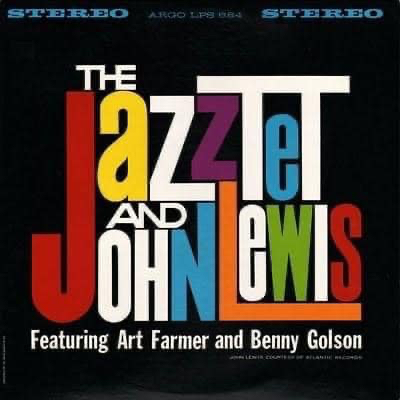 STEREO ARGO LPS 684 STEREO
THE
JAZZTET
AND
JOHN LEWIS
Featuring Art Farmer and Benny Golson
JOHN LEWIS, COURTESY OF ATLANTIC RECORDS